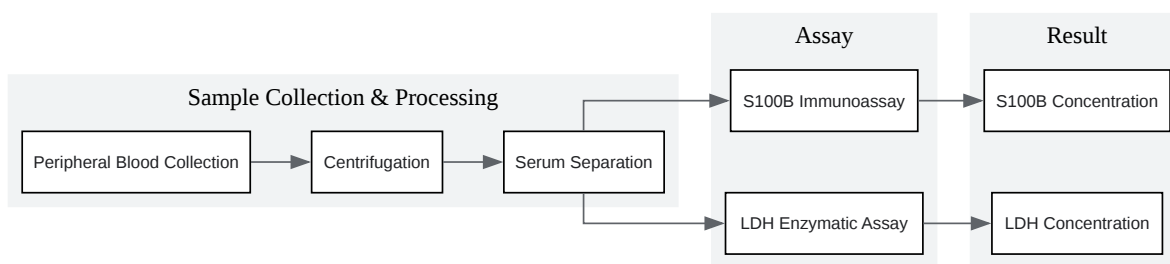 Assay
Result
Sample Collection & Processing
S100B Immunoassay
S100B Concentration
Peripheral Blood Collection
Centrifugation
Serum Separation
LDH Enzymatic Assay
LDH Concentration